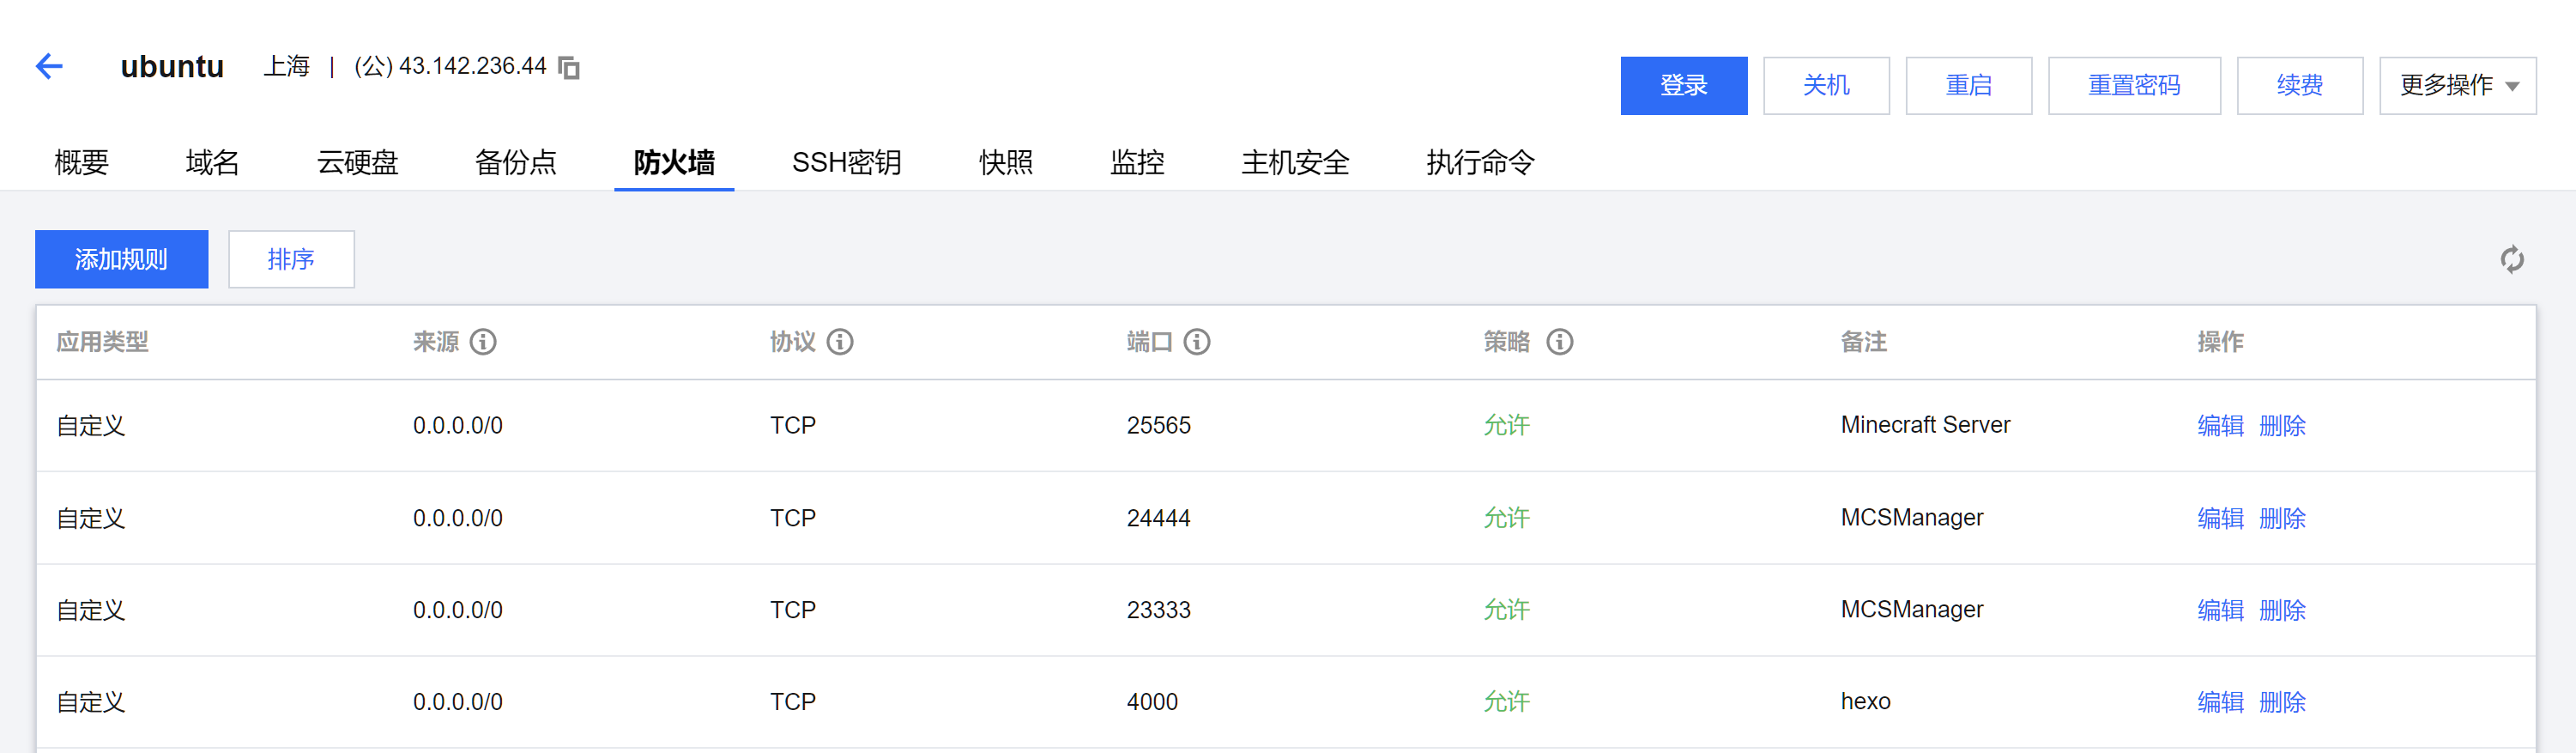 ubuntu 上海 | (公) 43.142.236.44
登录 关机 重启 重置密码 续费 更多操作
概要 域名 云硬盘 备份点 防火墙 SSH密钥 快照 监控 主机安全 执行命令
添加规则 排序
应用类型 来源 协议 端口 策略 备注 操作
自定义 0.0.0.0/0 TCP 25565 允许 Minecraft Server 编辑 删除
自定义 0.0.0.0/0 TCP 24444 允许 MCSManager 编辑 删除
自定义 0.0.0.0/0 TCP 23333 允许 MCSManager 编辑 删除
自定义 0.0.0.0/0 TCP 4000 允许 hexo 编辑 删除